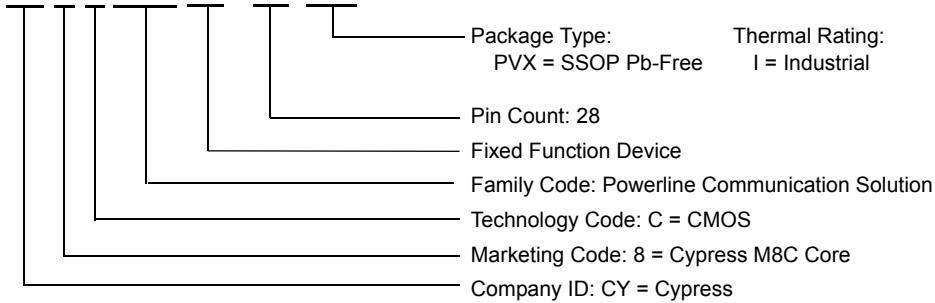 Package Type: Thermal Rating:
PVX = SSOP Pb-Free I = Industrial
Pin Count: 28
Fixed Function Device
Family Code: Powerline Communication Solution
Technology Code: C = CMOS
Marketing Code: 8 = Cypress M8C Core
Company ID: CY = Cypress